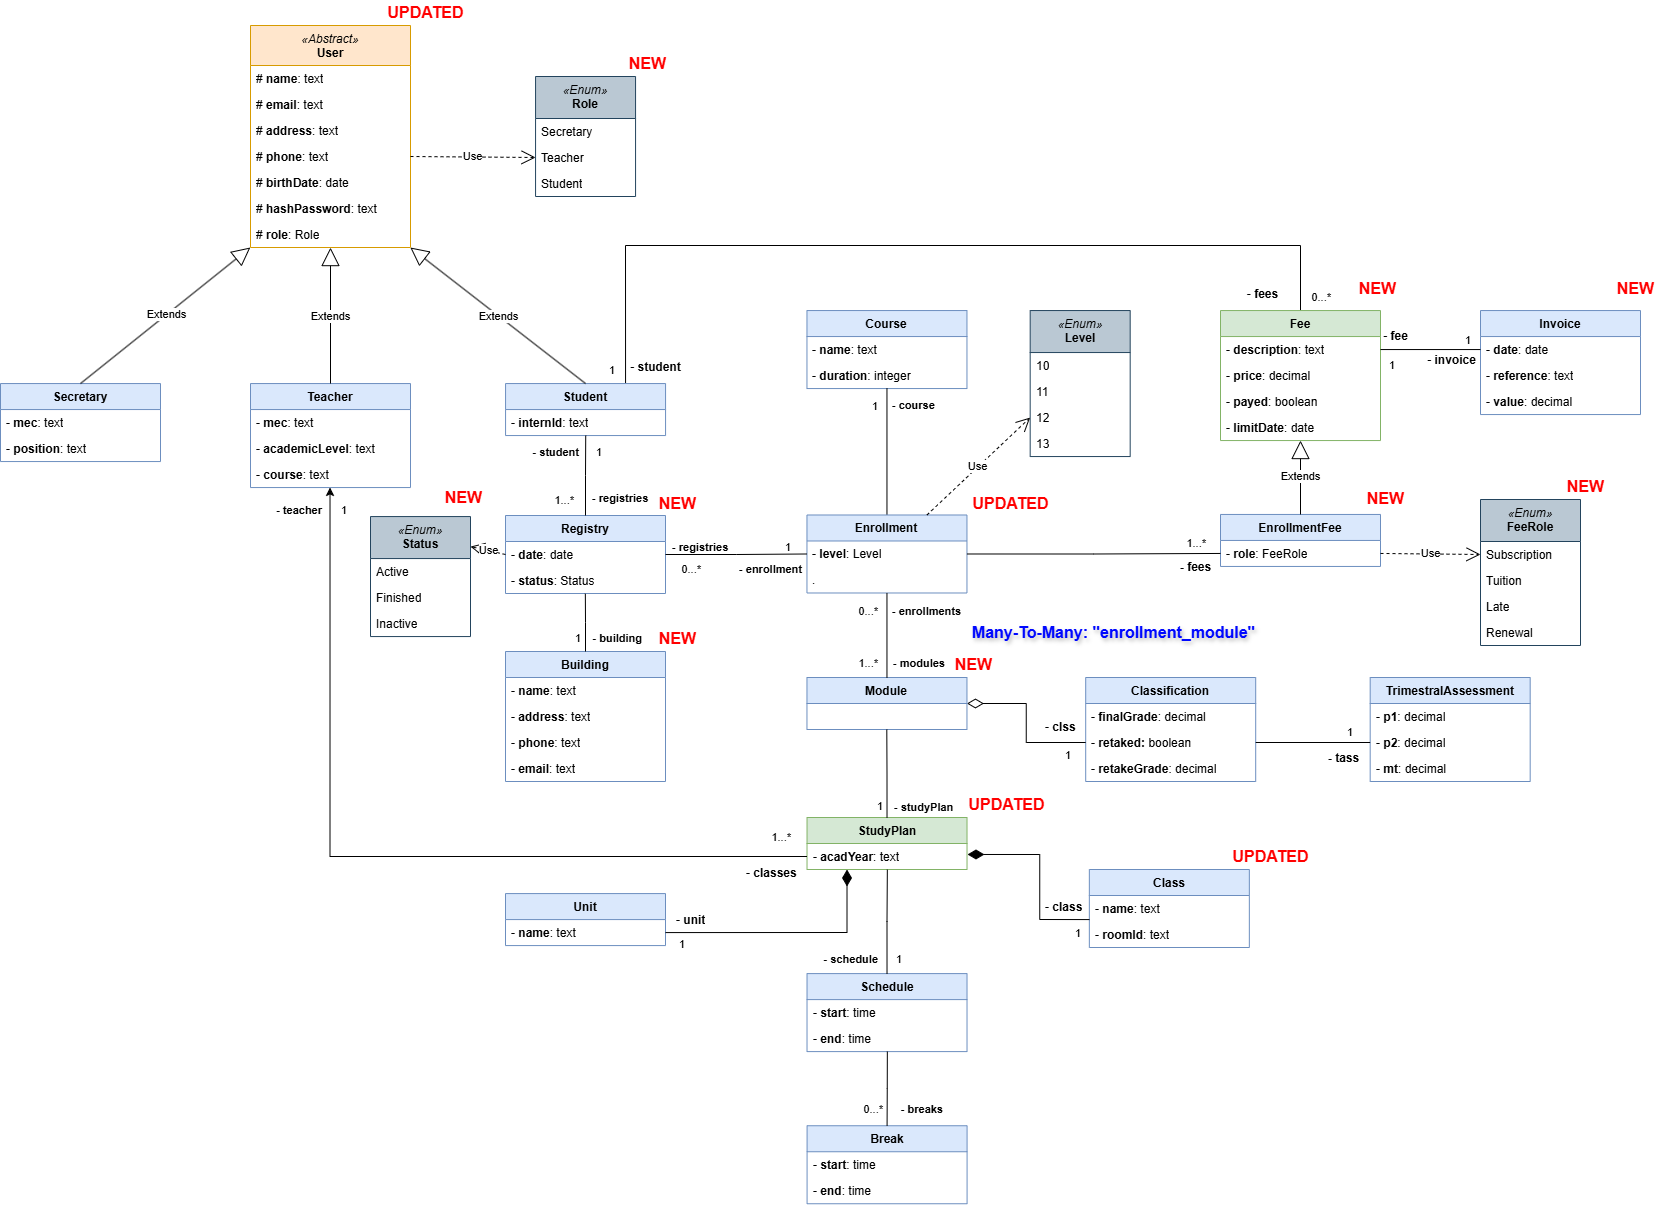 UPDATED
«Abstract»
User
# name: text
# email: text
# address: text
# phone: text
# birthDate: date
# hashPassword: text
# role: Role
Use
NEW
«Enum»
Role
Secretary
Teacher
Student
Extends
Extends
Extends
Secretary
- mec: text
- position: text
Teacher
- mec: text
- academicLevel: text
- course: text
- teacher
1
Student
- internId: text
1
- student
- student
1
1...*
- registries
NEW
Registry
- date: date
- status: Status
NEW
«Enum»
Status
Active
Finished
Inactive
Use
1
- building
NEW
Building
- name: text
- address: text
- phone: text
- email: text
Course
- name: text
- duration: integer
1
- course
«Enum»
Level
10
11
12
13
Use
UPDATED
Enrollment
- level: Level
.
- registries
0...*
1
- enrollment
- fees
0...*
NEW
Fee
- description: text
- price: decimal
- payed: boolean
- limitDate: date
- fee
1
1
- invoice
NEW
Invoice
- date: date
- reference: text
- value: decimal
Extends
NEW
EnrollmentFee
- role: FeeRole
1...*
- fees
Use
NEW
«Enum»
FeeRole
Subscription
Tuition
Late
Renewal
0...*
- enrollments
Many-To-Many: "enrollment_module"
1...*
- modules
NEW
Module
- clss
1
Classification
- finalGrade: decimal
- retaked: boolean
- retakeGrade: decimal
1
- tass
TrimestralAssessment
- p1: decimal
- p2: decimal
- mt: decimal
1
- studyPlan
UPDATED
StudyPlan
- acadYear: text
1...*
- classes
UPDATED
Class
- name: text
- roomId: text
- class
1
Unit
- name: text
- unit
1
- schedule
1
Schedule
- start: time
- end: time
0...*
- breaks
Break
- start: time
- end: time